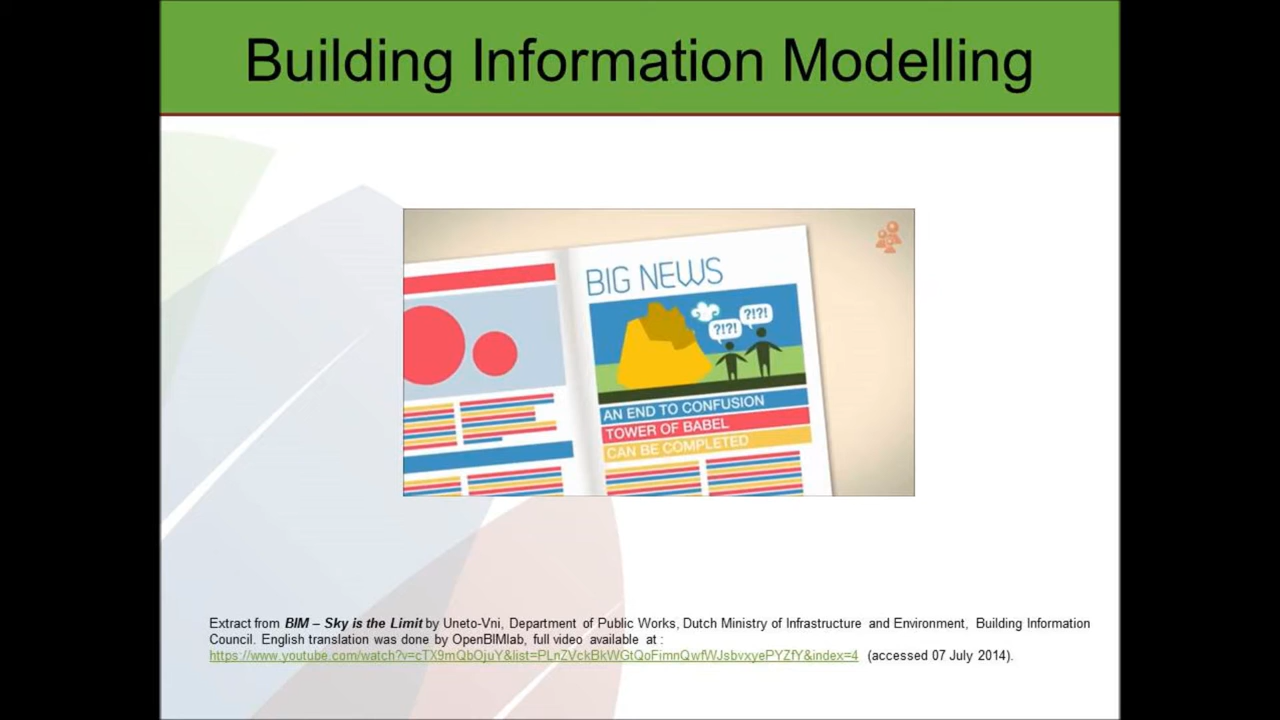 Building Information Modelling
BIG NEWS
?!?!
?!?!
AN END TO CONFUSION
TOWER OF BABEL
CAN BE COMPLETED
Extract from BIM – Sky is the Limit by Uneto-Vni, Department of Public Works, Dutch Ministry of Infrastructure and Environment, Building Information
Council. English translation was done by OpenBIMlab, full video available at :
https://www.youtube.com/watch?v=cTX9mQbOjuY&list=PLnZVckBkWGtQoFimnQwfWJsbvxyePYZfY&index=4 (accessed 07 July 2014).